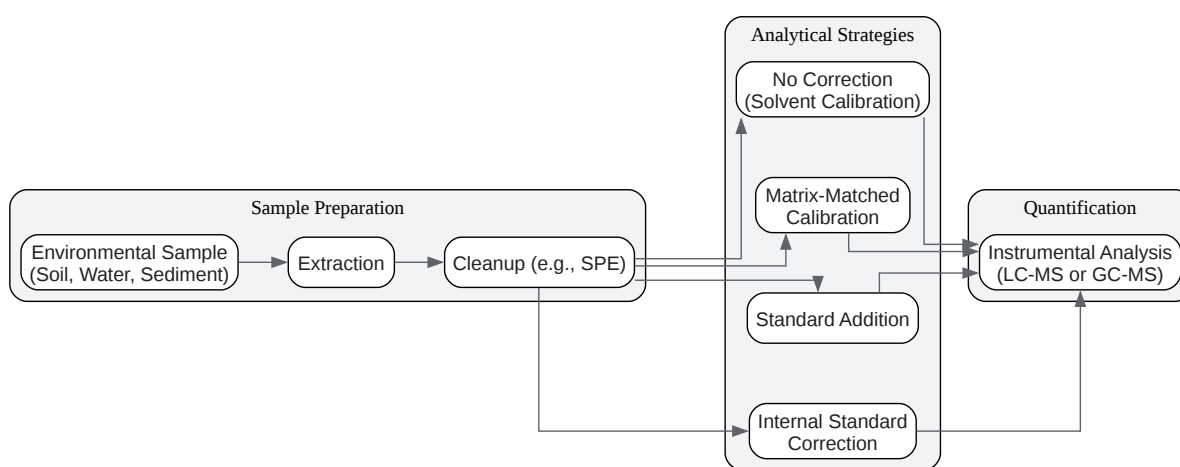 Sample Preparation
Environmental Sample
(Soil, Water, Sediment)
Extraction
Cleanup (e.g., SPE)
Analytical Strategies
No Correction
(Solvent Calibration)
Matrix-Matched
Calibration
Standard Addition
Internal Standard
Correction
Quantification
Instrumental Analysis
(LC-MS or GC-MS)